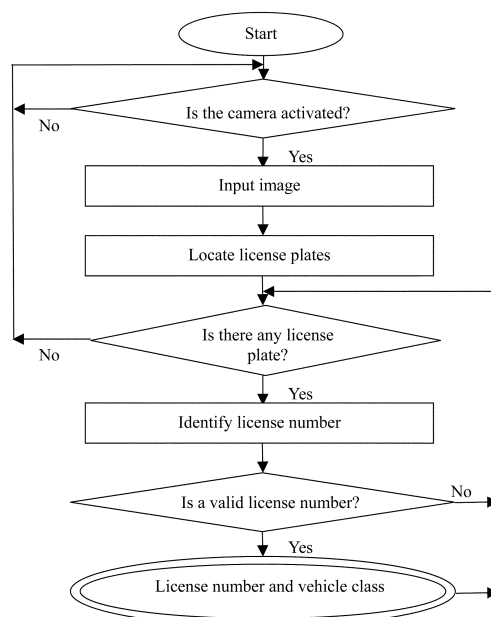 Start
Is the camera activated?
No
Yes
Input image
Locate license plates
Is there any license
plate?
No
Yes
Identify license number
Is a valid license number?
No
Yes
License number and vehicle class